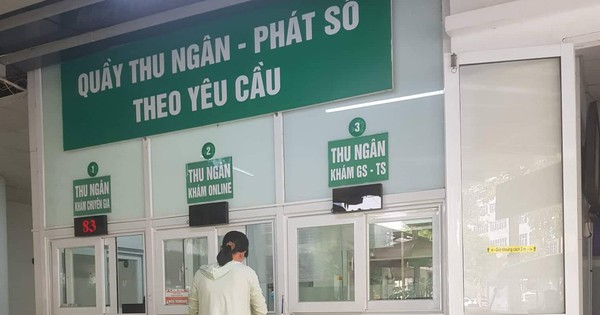 QUẦY THU NGÂN - PHÁT SỐ
THEO YÊU CẦU
1
THU NGÂN
KHÁM CHUYÊN GIA
83
2
THU NGÂN
KHÁM ONLINE
3
THU NGÂN
KHÁM GS - TS